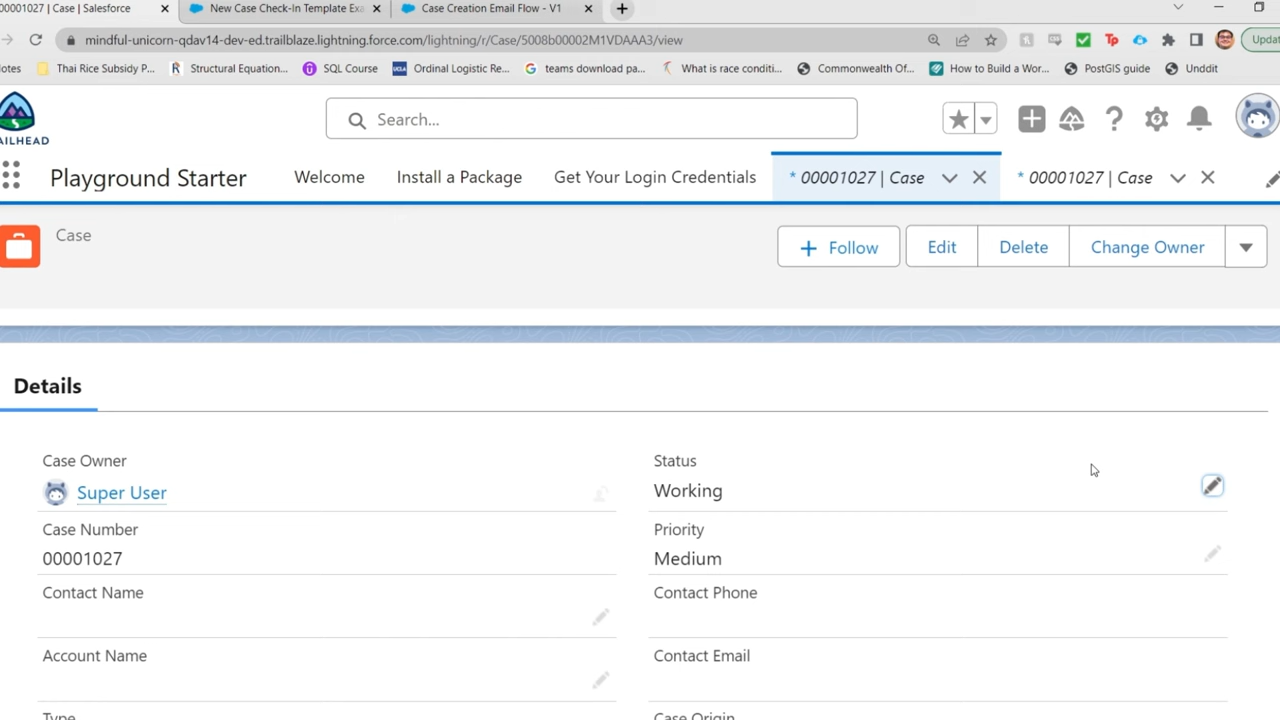 00001027 | Case | Salesforce
New Case Check-In Template Exa
Case Creation Email Flow - V1
mindful-unicorn-qdav14-dev-ed.trailblaze.lightning.force.com/lightning/r/Case/5008b00002M1VDAAA3/view
Updat
otes
Thai Rice Subsidy P...
Structural Equation...
SQL Course
UCLA
Ordinal Logistic Re...
teams download pa...
What is race conditi...
Commonwealth Of...
How to Build a Wor...
PostGIS guide
Unddit
AILHEAD
Search...
Playground Starter
Welcome
Install a Package
Get Your Login Credentials
* 00001027 | Case
* 00001027 | Case
Case
+ Follow
Edit
Delete
Change Owner
Details
Case Owner
Super User
Status
Working
Case Number
00001027
Priority
Medium
Contact Name
Contact Phone
Account Name
Contact Email
Type
Case Origin